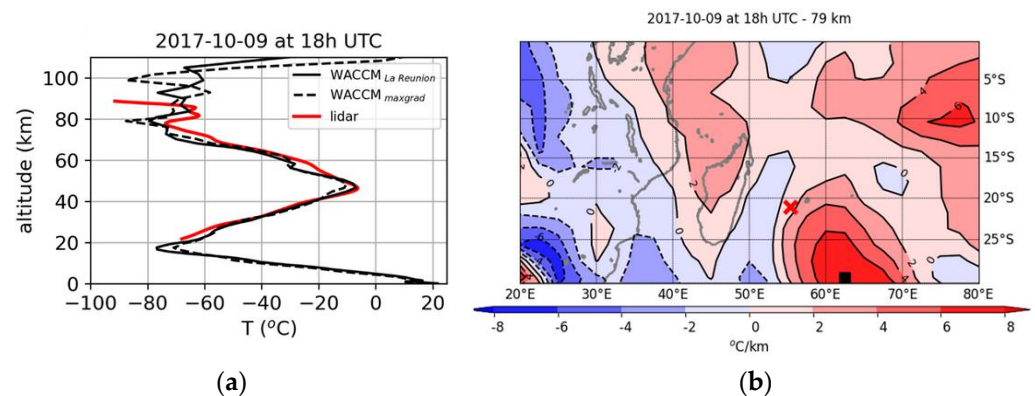 2017-10-09 at 18h UTC
100
80
60
40
20
0
altitude (km)
−100 −80 −60 −40 −20 0 20
T (°C)
WACCM La Reunion
WACCM maxgrad
lidar
(a)
2017-10-09 at 18h UTC - 79 km
5°S
10°S
15°S
20°S
25°S
20°E 30°E 40°E 50°E 60°E 70°E 80°E
-8 -6 -4 -2 0 2 4 6 8
°C/km
(b)